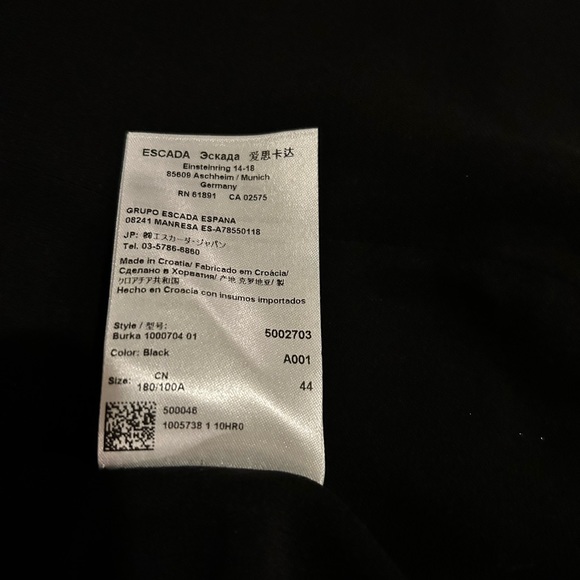 ESCADA Эскада 爱思卡达
Einsteinring 14-18
85609 Aschheim / Munich
Germany
RN 61891 CA 02575
GRUPO ESCADA ESPANA
08241 MANRESA ES-A78550118
JP: ㈱エスカーダ・ジャパン
Tel. 03-5786-6860
Made in Croatia/ Fabricado em Croácia/
Сделано в Хорватия/ 产地 克罗地亚/ 製
クロアチア共和国
Hecho en Croacia con insumos importados
Style / 型号:
Burka 1000704 01 5002703
Color: Black A001
CN
Size: 180/100A 44
500046
1005738 1 10HR0